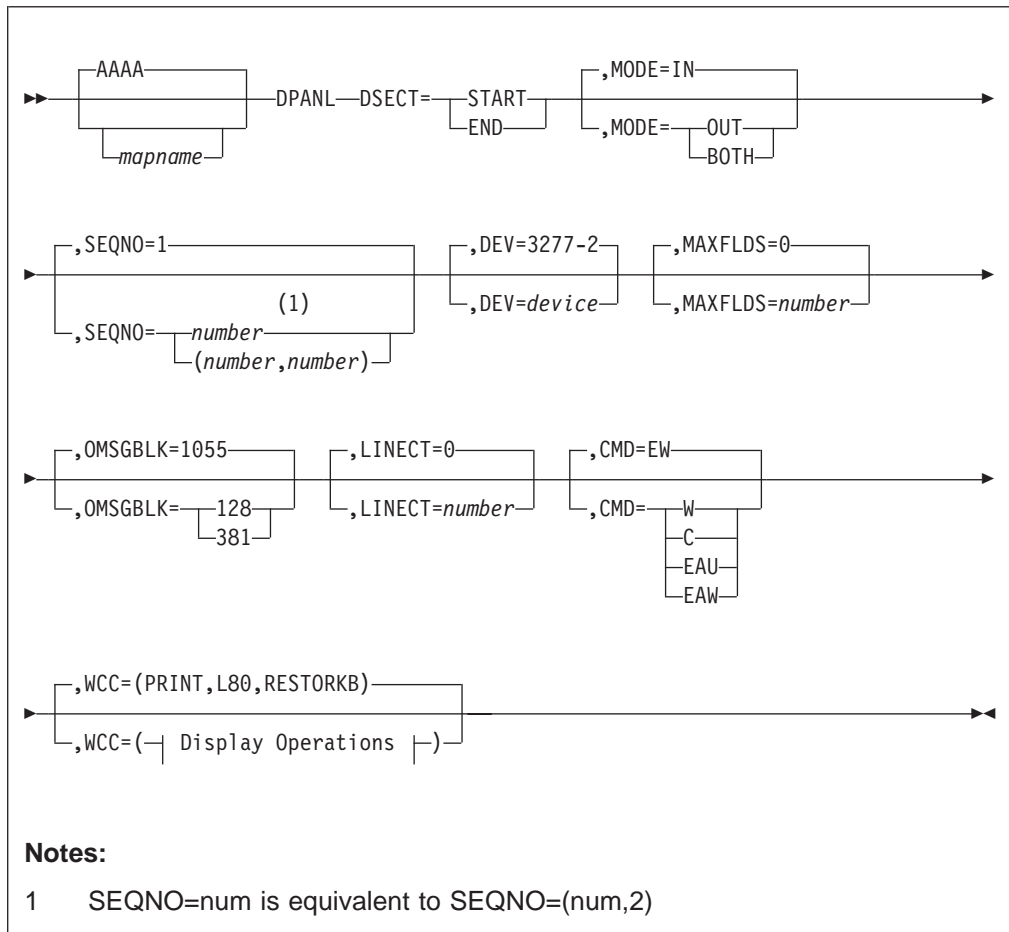 AAAA ,MODE=IN
DPANL DSECT= START
mapname END ,MODE= OUT
BOTH
,SEQNO=1 ,DEV=3277-2 ,MAXFLDS=0
(1) ,DEV=device ,MAXFLDS=number
,SEQNO= number
(number,number)
,OMSGBLK=1055 ,LINECT=0 ,CMD=EW
,OMSGBLK= 128 ,LINECT=number ,CMD= W
381 C
EAU
EAW
,WCC=(PRINT,L80,RESTORKB)
,WCC=( Display Operations )
Notes:
1 SEQNO=num is equivalent to SEQNO=(num,2)